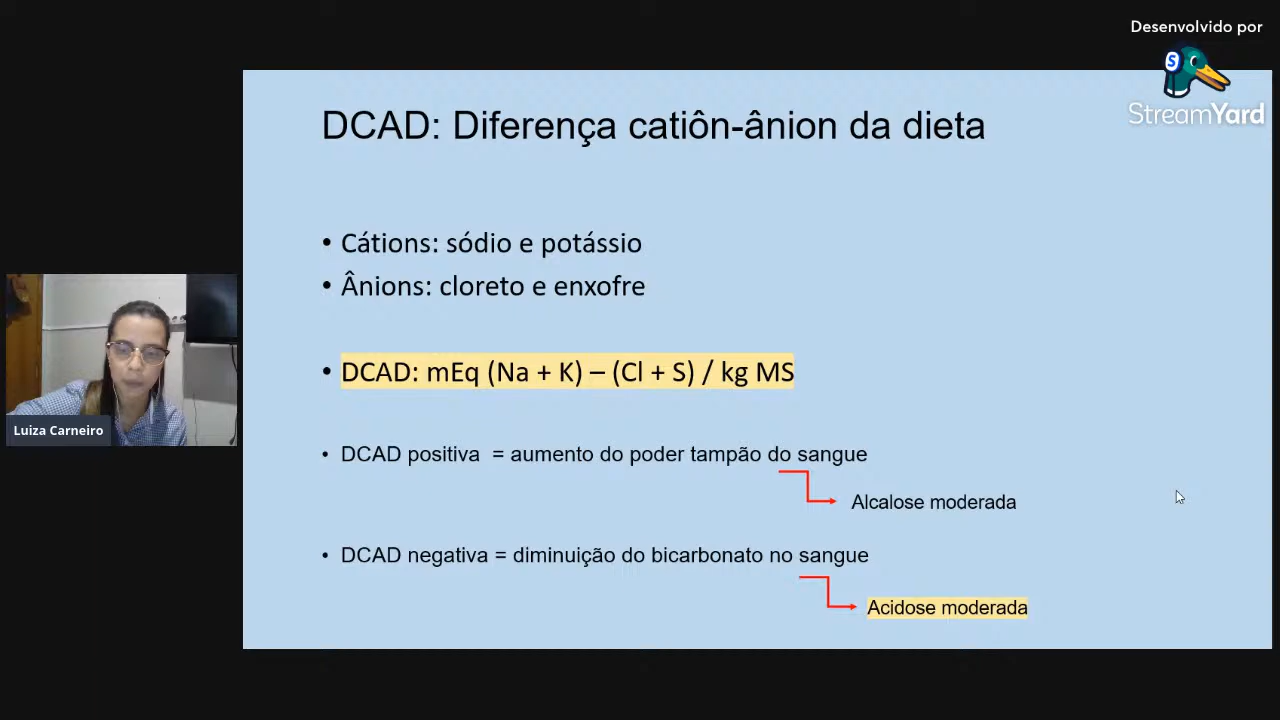 Desenvolvido por
S
StreamYard
DCAD: Diferença catiôn-ânion da dieta
• Cátions: sódio e potássio
• Ânions: cloreto e enxofre
• DCAD: mEq (Na + K) – (Cl + S) / kg MS
• DCAD positiva = aumento do poder tampão do sangue
Alcalose moderada
• DCAD negativa = diminuição do bicarbonato no sangue
Acidose moderada
Luiza Carneiro